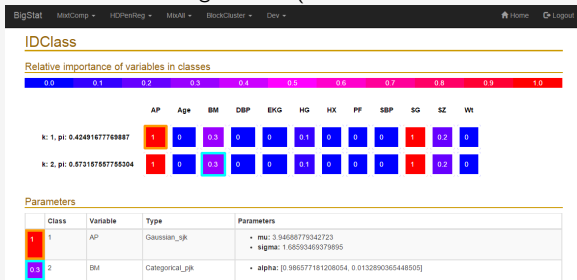 BigStat MixtComp HDPenReg MixAll BlockCluster Dev Home Logout
IDClass
Relative importance of variables in classes
0.0 0.1 0.2 0.3 0.4 0.5 0.6 0.7 0.8 0.9 1.0
AP Age BM DBP EKG HG HX PF SBP SG SZ Wt
k: 1, pi: 0.42491677769887 1 0 0.3 0 0 0.1 0 0 0 1 0.2 0
k: 2, pi: 0.573157557755304 1 0 0.3 0 0 0.1 0 0 0 1 0.2 0
Parameters
Class Variable Type Parameters
1 1 AP Gaussian_sjk mu: 3.94688779342723
sigma: 1.68593469379895
0.3 2 BM Categorical_pjk alpha: [0.986577181208054, 0.0132890365448505]